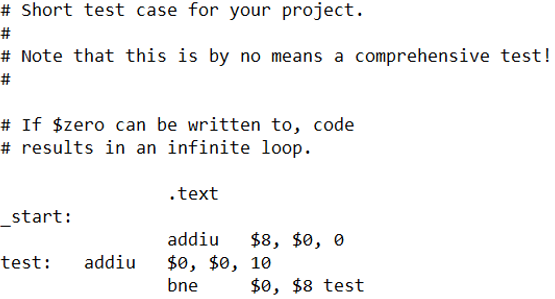 # Short test case for your project.
#
# Note that this is by no means a comprehensive test!
#
# If $zero can be written to, code
# results in an infinite loop.
.text
_start:
addiu $8, $0, 0
test: addiu $0, $0, 10
bne $0, $8 test